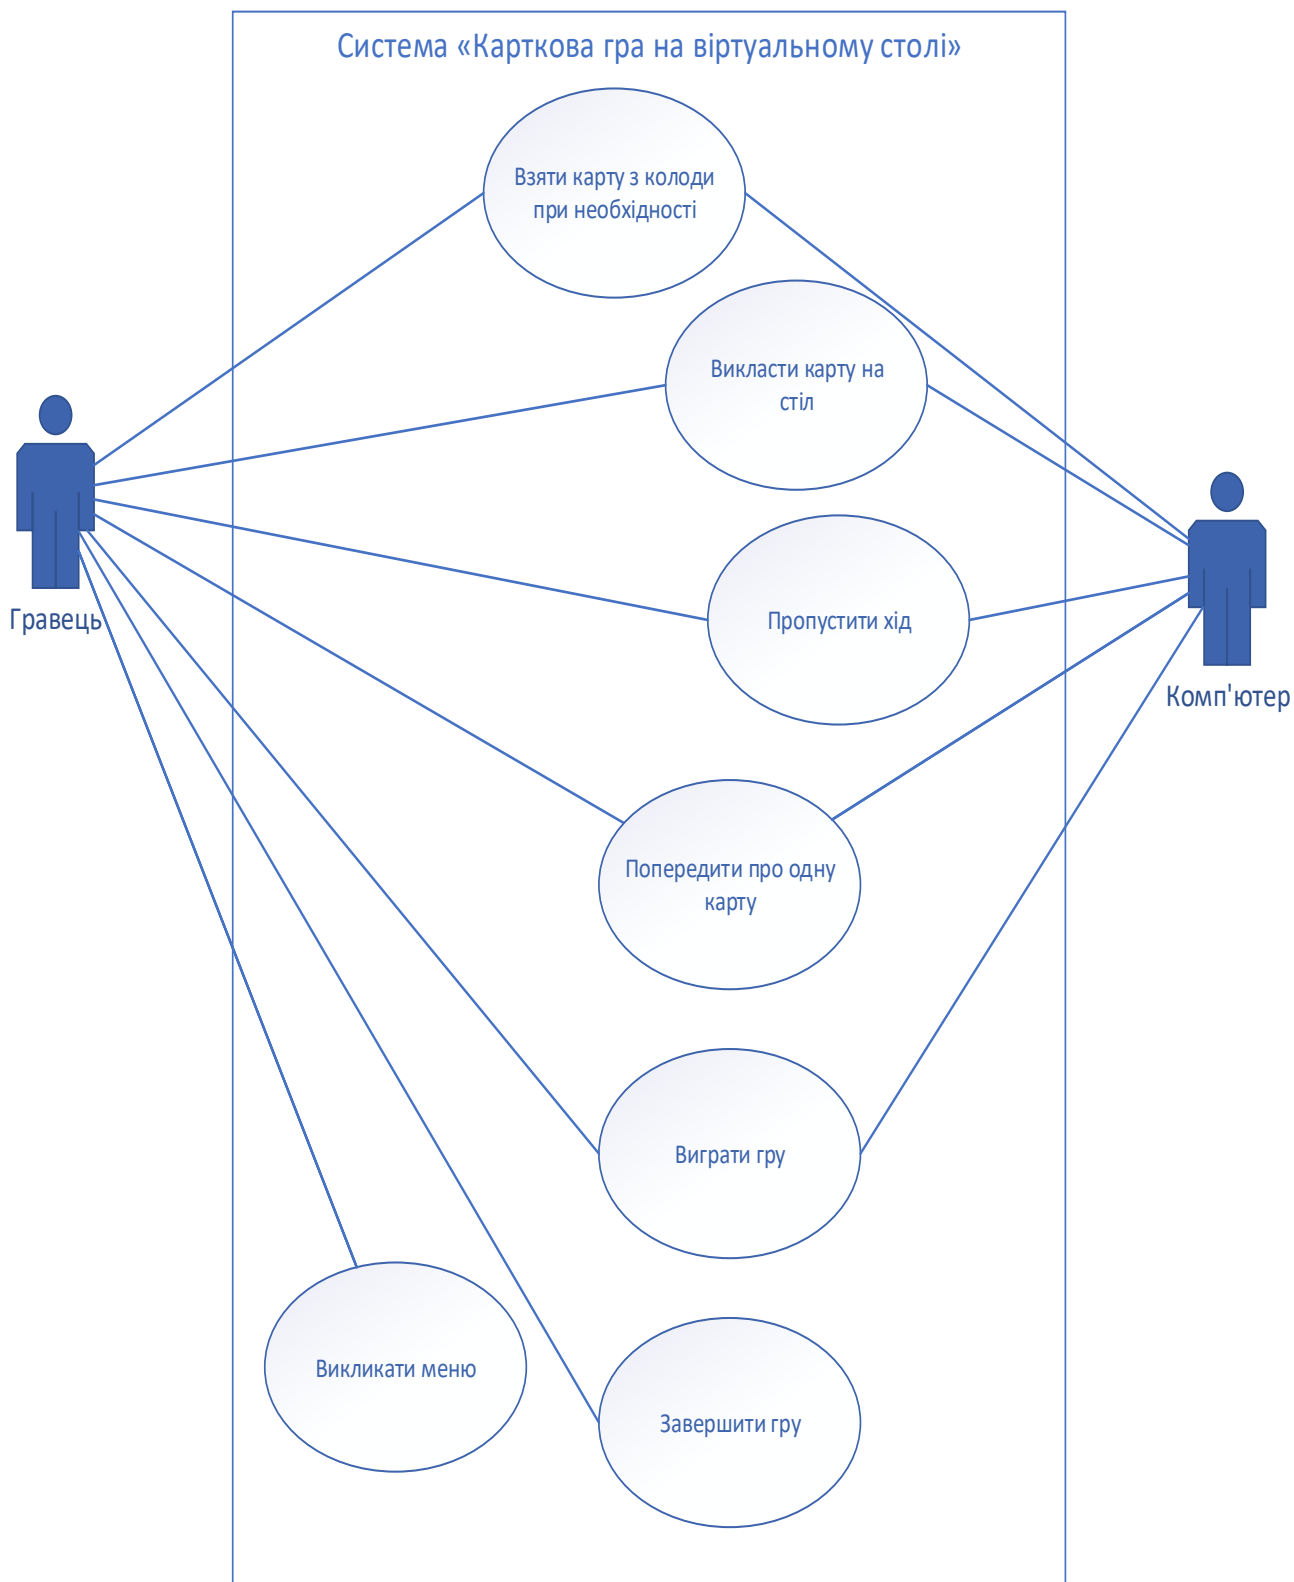 Система «Карткова гра на віртуальному столі»
Взяти карту з колоди
при необхідності
Викласти карту на
стіл
Гравець
Пропустити хід
Комп'ютер
Попередити про одну
карту
Виграти гру
Викликати меню
Завершити гру